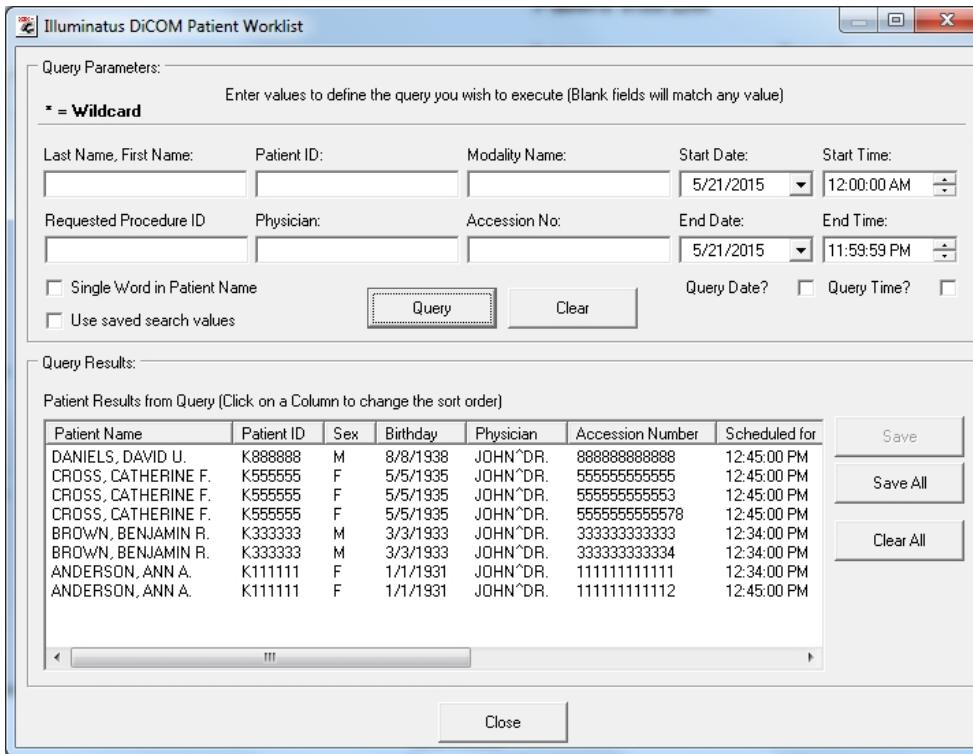 Illuminatus DiCOM Patient Worklist
Query Parameters:
Enter values to define the query you wish to execute (Blank fields will match any value)
* = Wildcard
Last Name, First Name: Patient ID: Modality Name: Start Date: Start Time:
5/21/2015 12:00:00 AM
Requested Procedure ID Physician: Accession No: End Date: End Time:
5/21/2015 11:59:59 PM
Single Word in Patient Name Query Date? Query Time?
Use saved search values Query Clear
Query Results:
Patient Results from Query (Click on a Column to change the sort order)
Patient Name Patient ID Sex Birthday Physician Accession Number Scheduled for Save
DANIELS, DAVID U. K888888 M 8/8/1938 JOHN^DR. 888888888888 12:45:00 PM
CROSS, CATHERINE F. K555555 F 5/5/1935 JOHN^DR. 555555555555 12:45:00 PM
CROSS, CATHERINE F. K555555 F 5/5/1935 JOHN^DR. 555555555553 12:45:00 PM Save All
CROSS, CATHERINE F. K555555 F 5/5/1935 JOHN^DR. 5555555555578 12:45:00 PM
BROWN, BENJAMIN R. K333333 M 3/3/1933 JOHN^DR. 333333333333 12:34:00 PM
BROWN, BENJAMIN R. K333333 M 3/3/1933 JOHN^DR. 333333333334 12:34:00 PM Clear All
ANDERSON, ANN A. K111111 F 1/1/1931 JOHN^DR. 111111111111 12:34:00 PM
ANDERSON, ANN A. K111111 F 1/1/1931 JOHN^DR. 111111111112 12:45:00 PM
Close